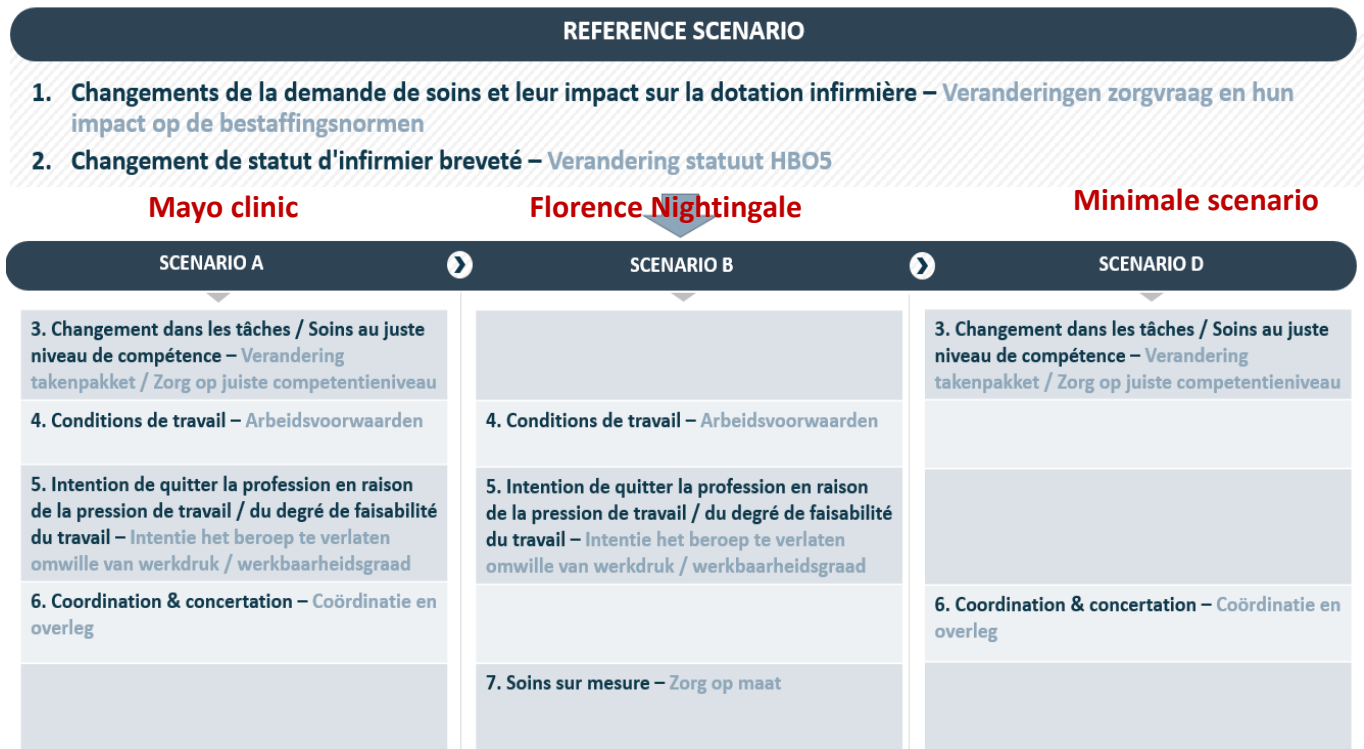 REFERENCE SCENARIO
1. Changements de la demande de soins et leur impact sur la dotation infirmière – Veranderingen zorgvraag en hun
impact op de bestaffingsnormen
2. Changement de statut d'infirmier breveté – Verandering statuut HBO5
Mayo clinic
Florence Nightingale
Minimale scenario
SCENARIO A
SCENARIO B
SCENARIO D
3. Changement dans les tâches / Soins au juste
niveau de compétence – Verandering
takenpakket / Zorg op juiste competentieniveau
4. Conditions de travail – Arbeidsvoorwaarden
5. Intention de quitter la profession en raison
de la pression de travail / du degré de faisabilité
du travail – Intentie het beroep te verlaten
omwille van werkdruk / werkbaarheidsgraad
6. Coordination & concertation – Coördinatie en
overleg
4. Conditions de travail – Arbeidsvoorwaarden
5. Intention de quitter la profession en raison
de la pression de travail / du degré de faisabilité
du travail – Intentie het beroep te verlaten
omwille van werkdruk / werkbaarheidsgraad
7. Soins sur mesure – Zorg op maat
3. Changement dans les tâches / Soins au juste
niveau de compétence – Verandering
takenpakket / Zorg op juiste competentieniveau
6. Coordination & concertation – Coördinatie en
overleg